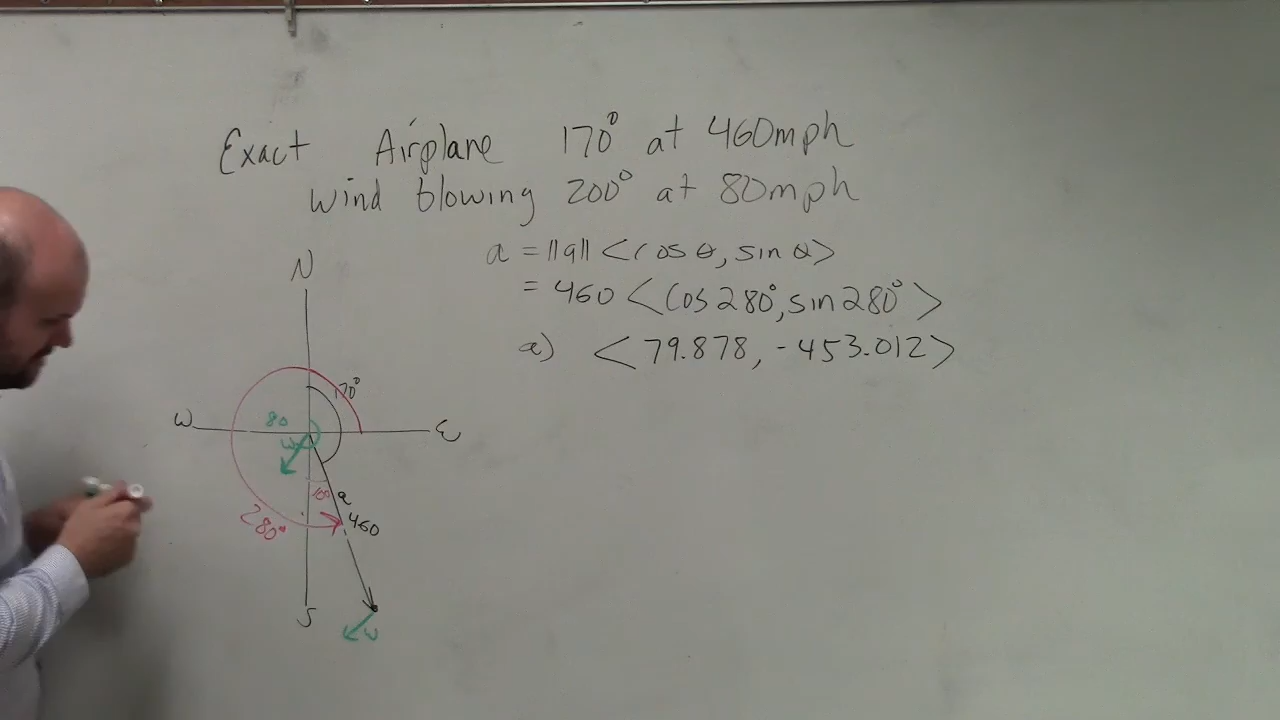 Exact Airplane 170° at 460mph
wind blowing 200° at 80mph
a = ||a|| <cos θ, sin θ>
= 460 <cos 280°, sin 280°>
a) <79.878, -453.012>
N
170°
W
80
E
w
10°
a
280°
460
S
w